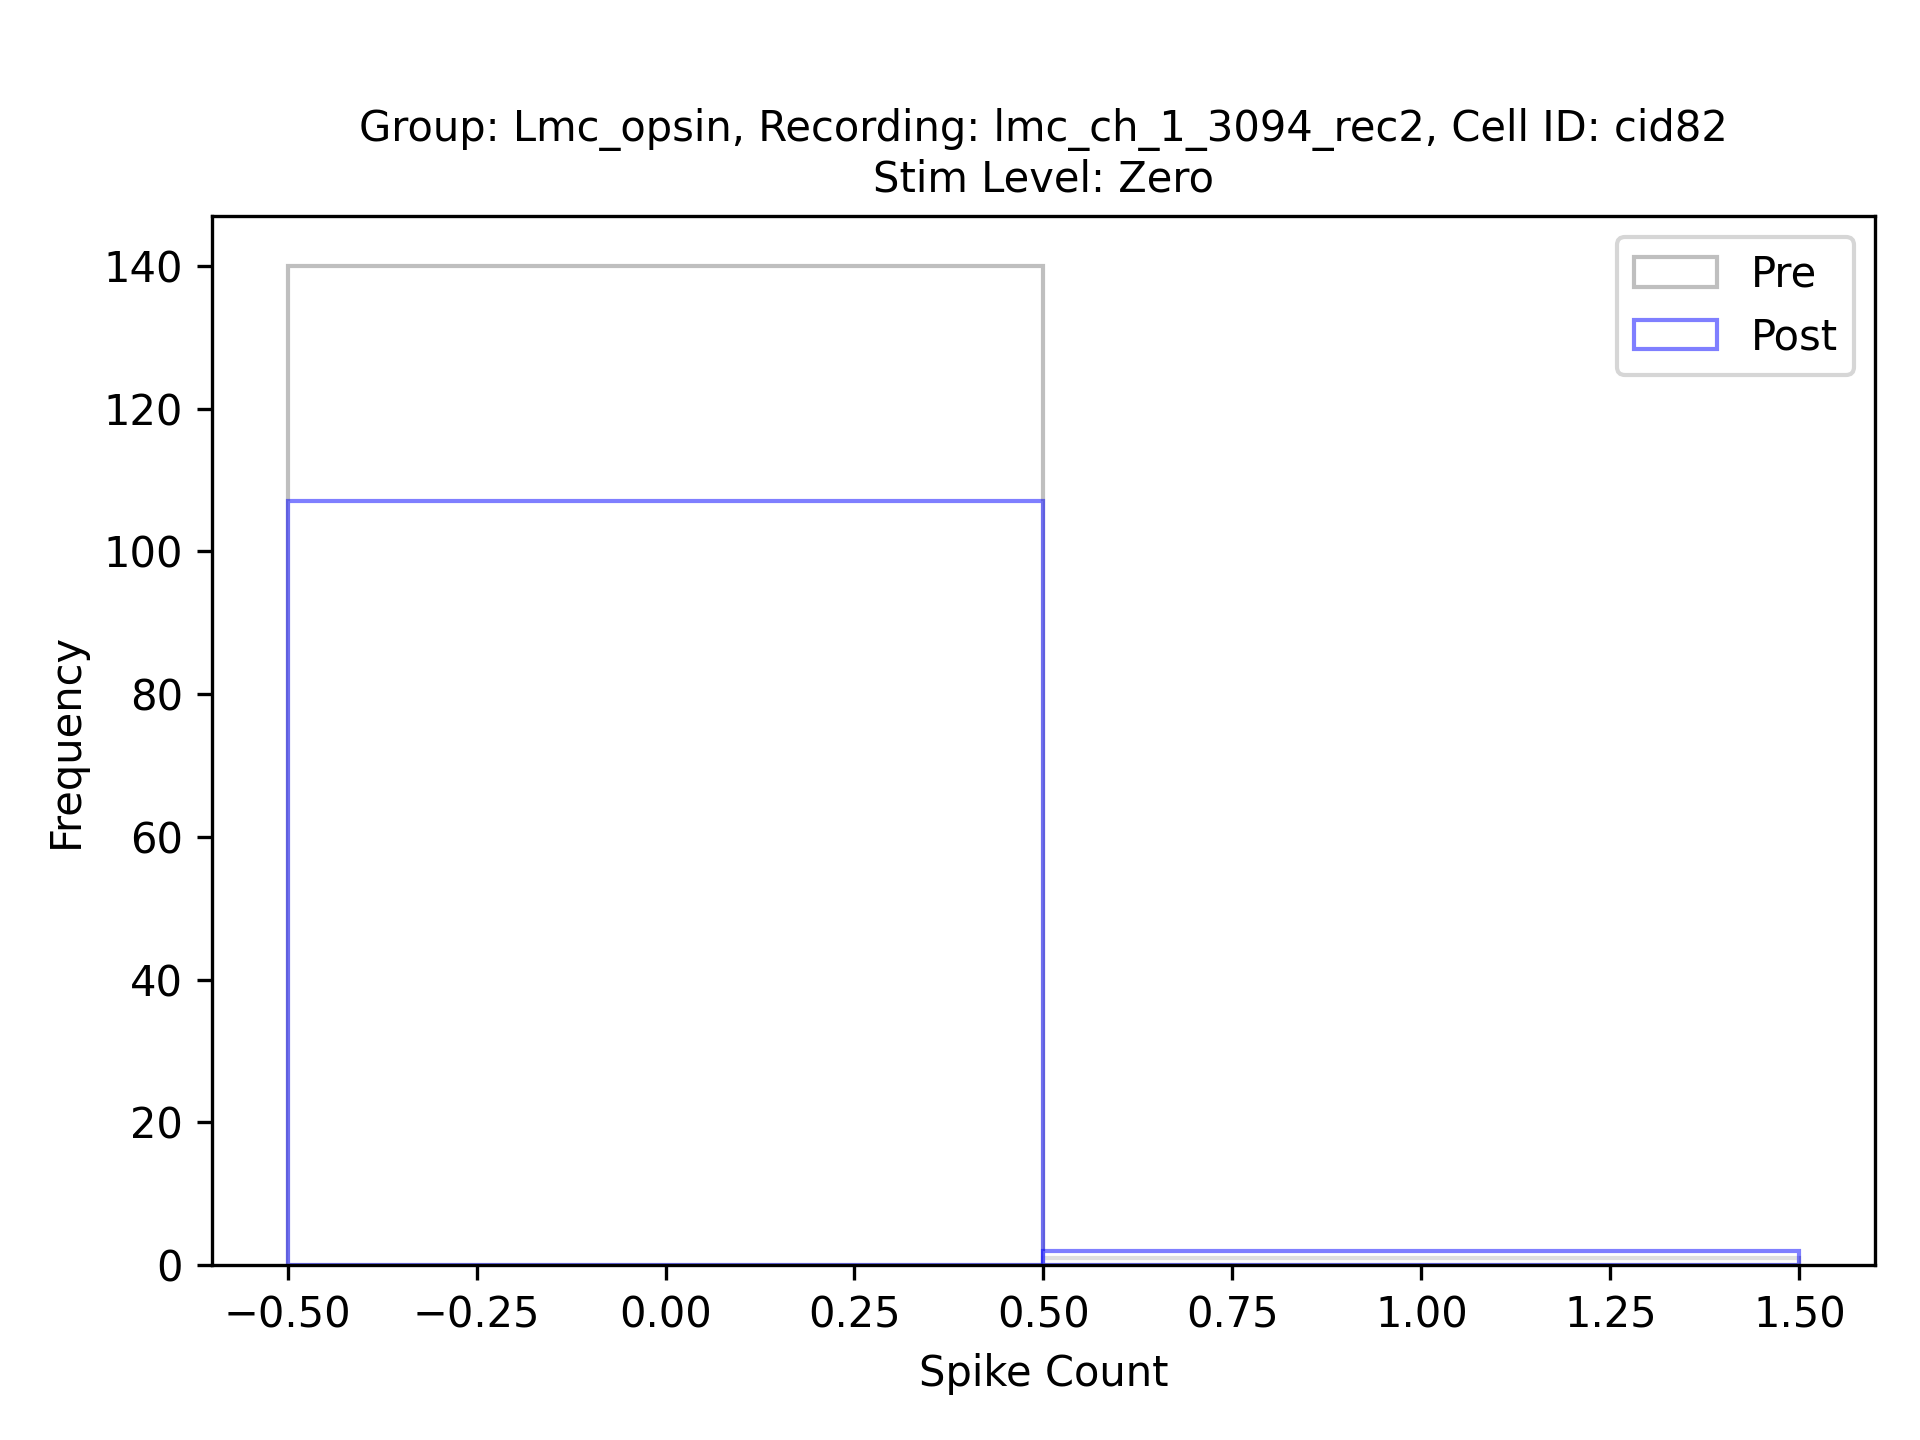 Group: Lmc_opsin, Recording: lmc_ch_1_3094_rec2, Cell ID: cid82
Stim Level: Zero
Pre
Post
140
120
100
80
60
40
20
0
Frequency
−0.50 −0.25 0.00 0.25 0.50 0.75 1.00 1.25 1.50
Spike Count